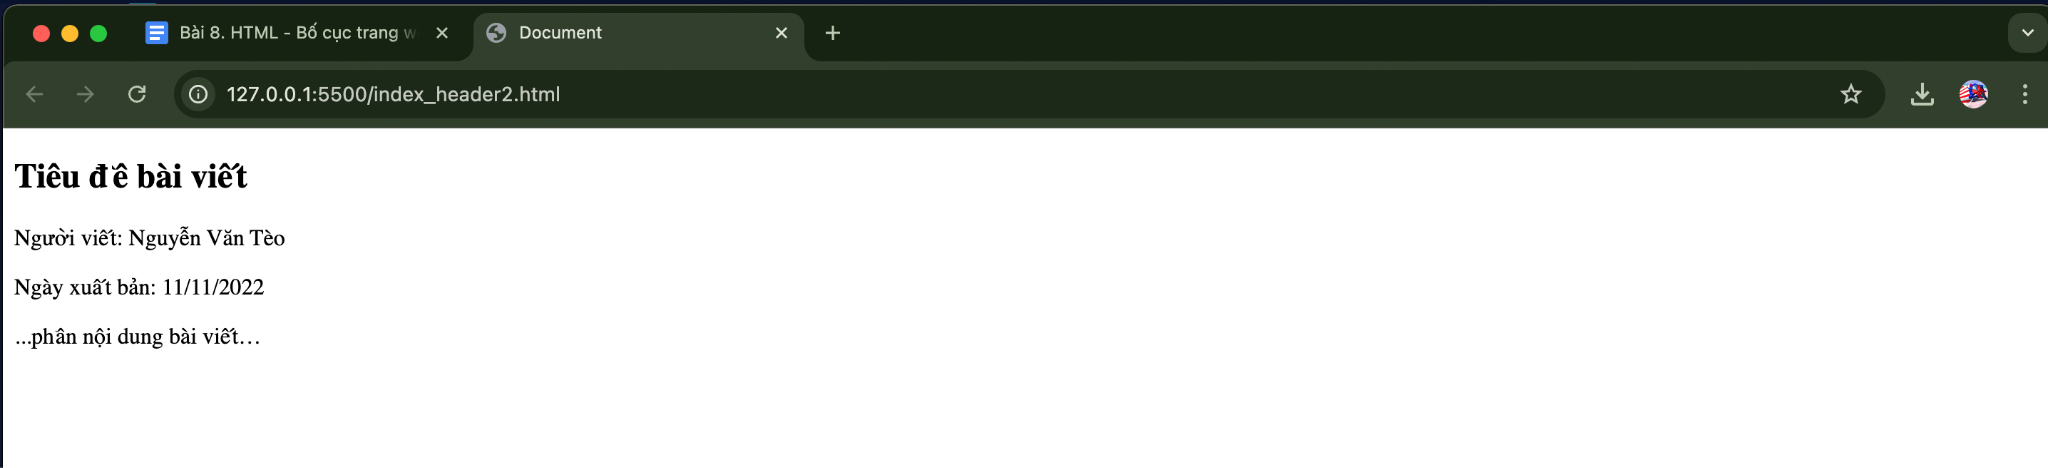 Bài 8. HTML - Bố cục trang w
Document
127.0.0.1:5500/index_header2.html
Tiêu đề bài viết
Người viết: Nguyễn Văn Tèo
Ngày xuất bản: 11/11/2022
...phần nội dung bài viết...